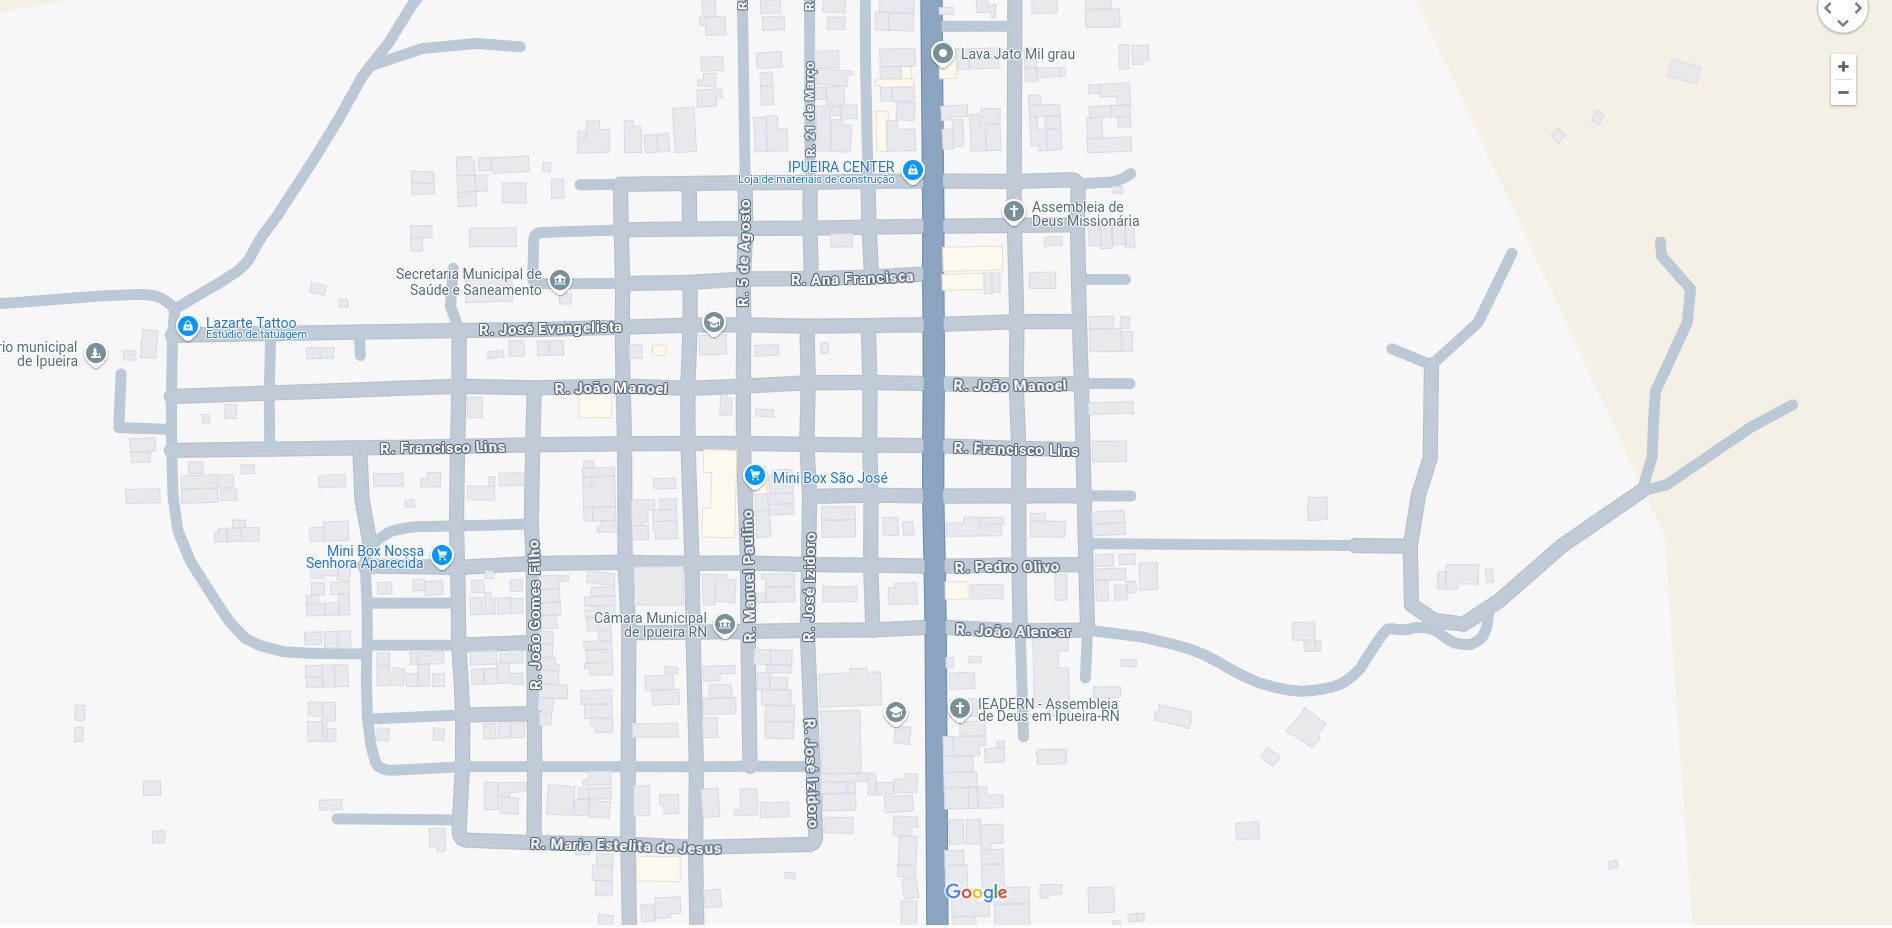 R.
R.
Lava Jato Mil grau
R. 21 de Março
IPUEIRA CENTER
Loja de materiais de construção
Assembleia de
Deus Missionária
R. 5 de Agosto
Secretaria Municipal de
Saúde e Saneamento
R. Ana Francisca
Lazarte Tattoo
Estúdio de tatuagem
R. José Evangelista
rio municipal
de Ipueira
R. João Manoel
R. João Manoel
R. Francisco Lins
R. Francisco Lins
Mini Box São José
Mini Box Nossa
Senhora Aparecida
R. João Gomes Filho
R. Manuel Paulino
R. José Izidoro
R. Pedro Olivo
Câmara Municipal
de Ipueira RN
R. João Alencar
IEADERN - Assembleia
de Deus em Ipueira-RN
R. José Izidoro
R. Maria Estelita de Jesus
Google